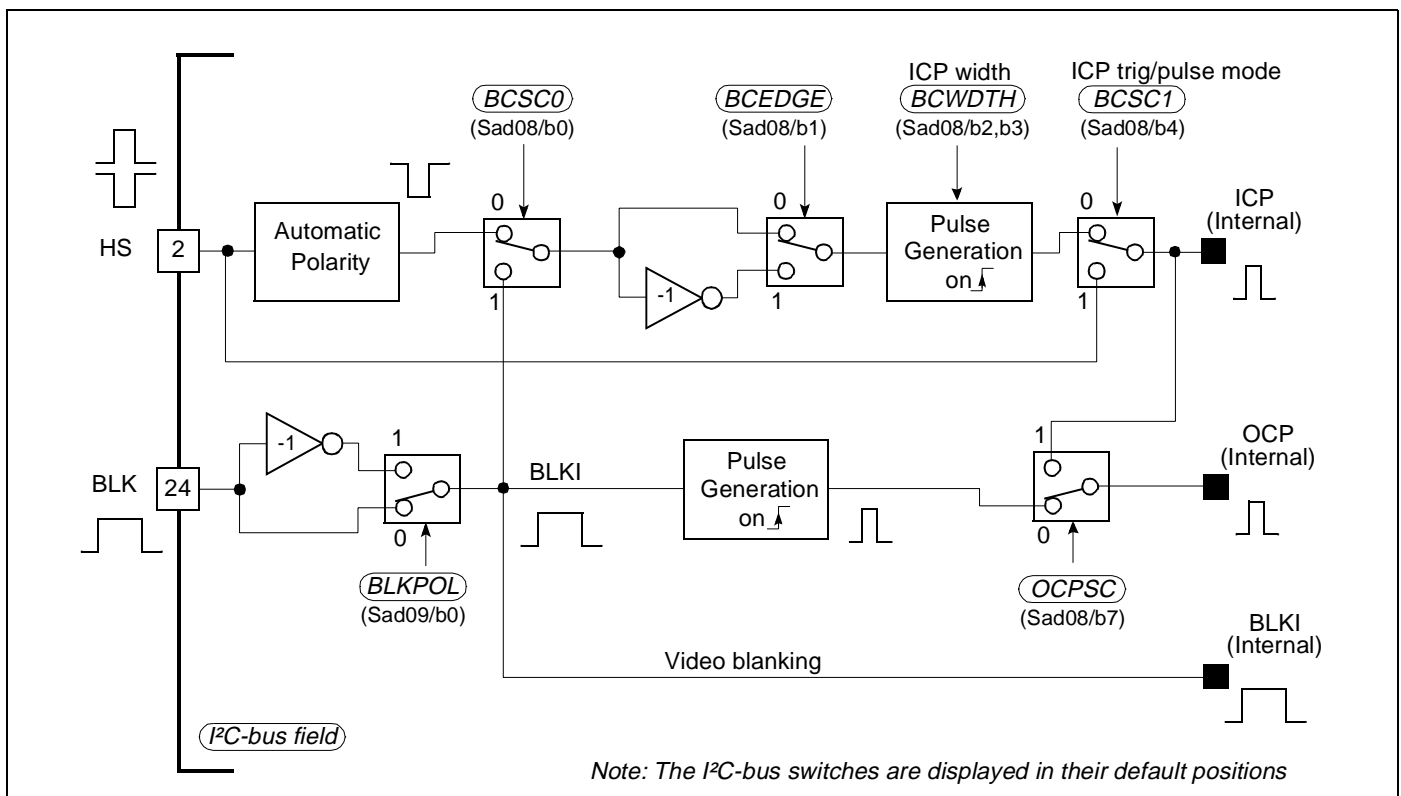 ICP width
ICP trig/pulse mode
BCSC0
(Sad08/b0)
BCEDGE
(Sad08/b1)
BCWDTH
(Sad08/b2,b3)
BCSC1
(Sad08/b4)
0
0
0
ICP
(Internal)
HS
2
Automatic
Polarity
Pulse
Generation
on
-1
1
1
1
BLK
24
-1
1
0
BLKI
Pulse
Generation
on
1
0
OCP
(Internal)
BLKPOL
(Sad09/b0)
OCPSC
(Sad08/b7)
BLKI
(Internal)
Video blanking
I²C-bus field
Note: The I²C-bus switches are displayed in their default positions